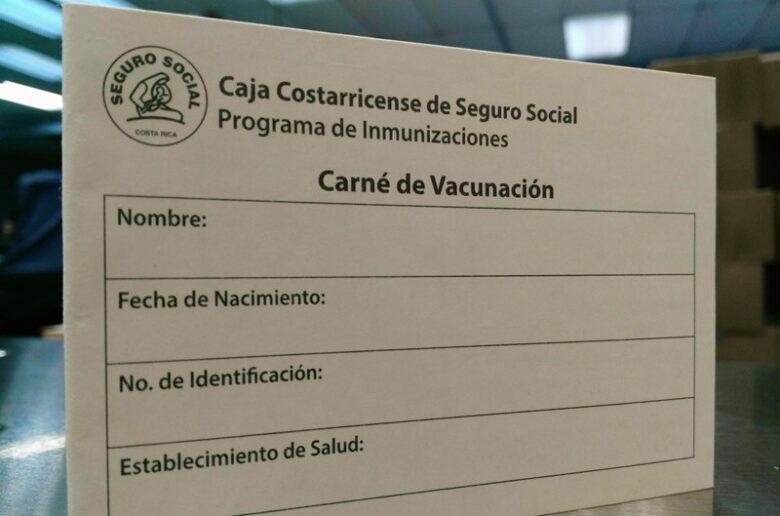 SEGURO SOCIAL
COSTA RICA
Caja Costarricense de Seguro Social
Programa de Inmunizaciones
Carné de Vacunación
Nombre:
Fecha de Nacimiento:
No. de Identificación:
Establecimiento de Salud: